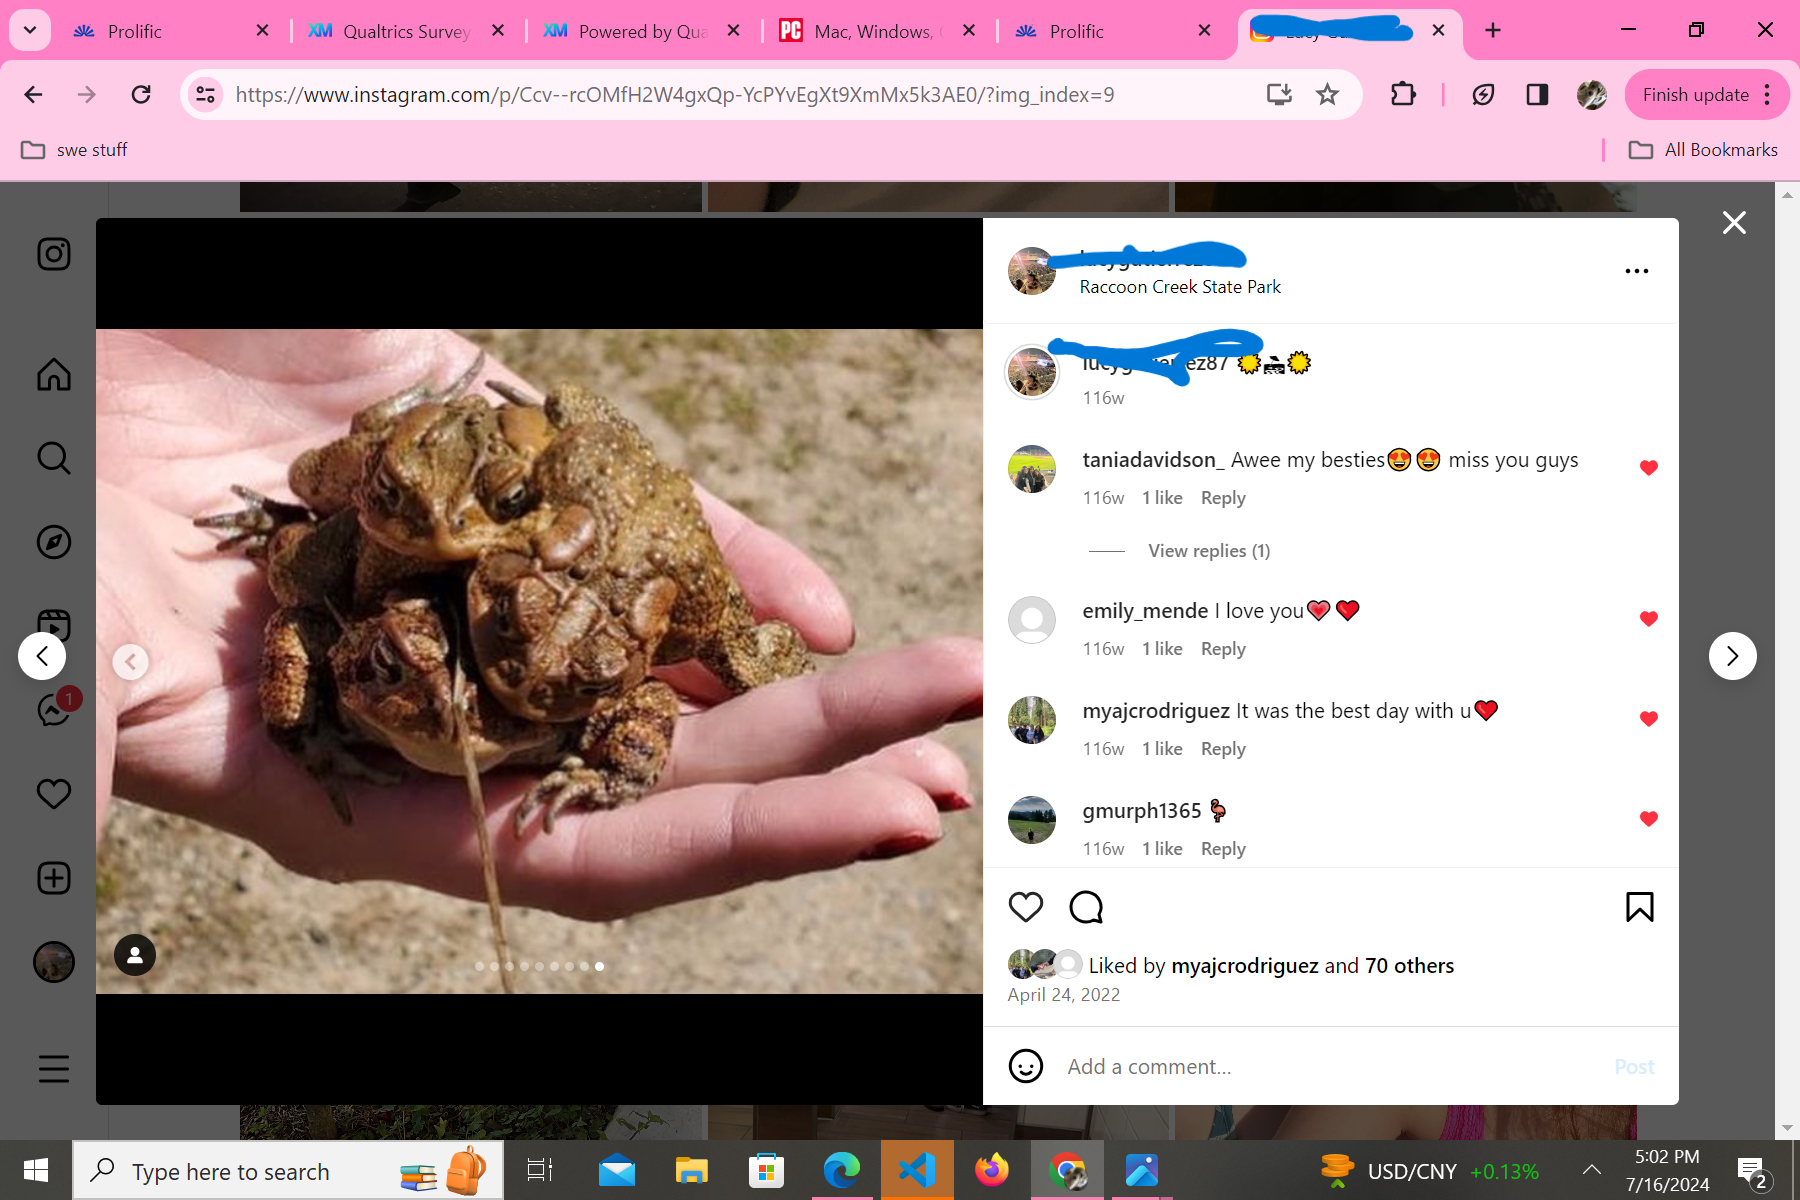 Prolific
Qualtrics Survey
Powered by Qua
PC
Mac, Windows,
Prolific
https://www.instagram.com/p/Ccv--rcOMfH2W4gxQp-YcPYvEgXt9XmMx5k3AE0/?img_index=9
Finish update
swe stuff
All Bookmarks
Raccoon Creek State Park
116w
taniadavidson_ Awee my besties😍😍 miss you guys
116w 1 like Reply
View replies (1)
emily_mende I love you💗❤️
116w 1 like Reply
myajcrodriguez It was the best day with u❤️
116w 1 like Reply
gmurph1365 🦩
116w 1 like Reply
1
Liked by myajcrodriguez and 70 others
April 24, 2022
Add a comment...
Post
Type here to search
USD/CNY +0.13%
5:02 PM
7/16/2024
2